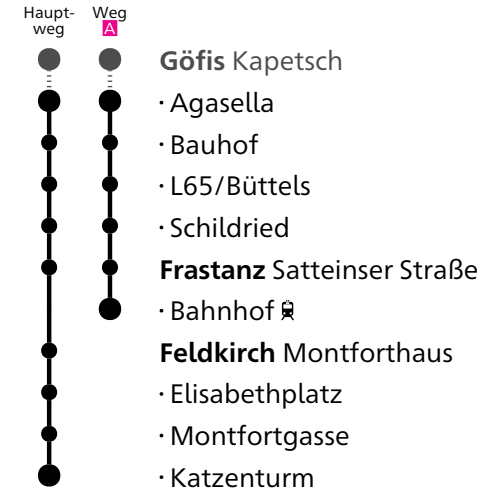 Haupt-
weg
Weg
A
Göfis Kapetsch
· Agasella
· Bauhof
· L65/Büttels
· Schildried
Frastanz Satteinser Straße
· Bahnhof
Feldkirch Montforthaus
· Elisabethplatz
· Montfortgasse
· Katzenturm